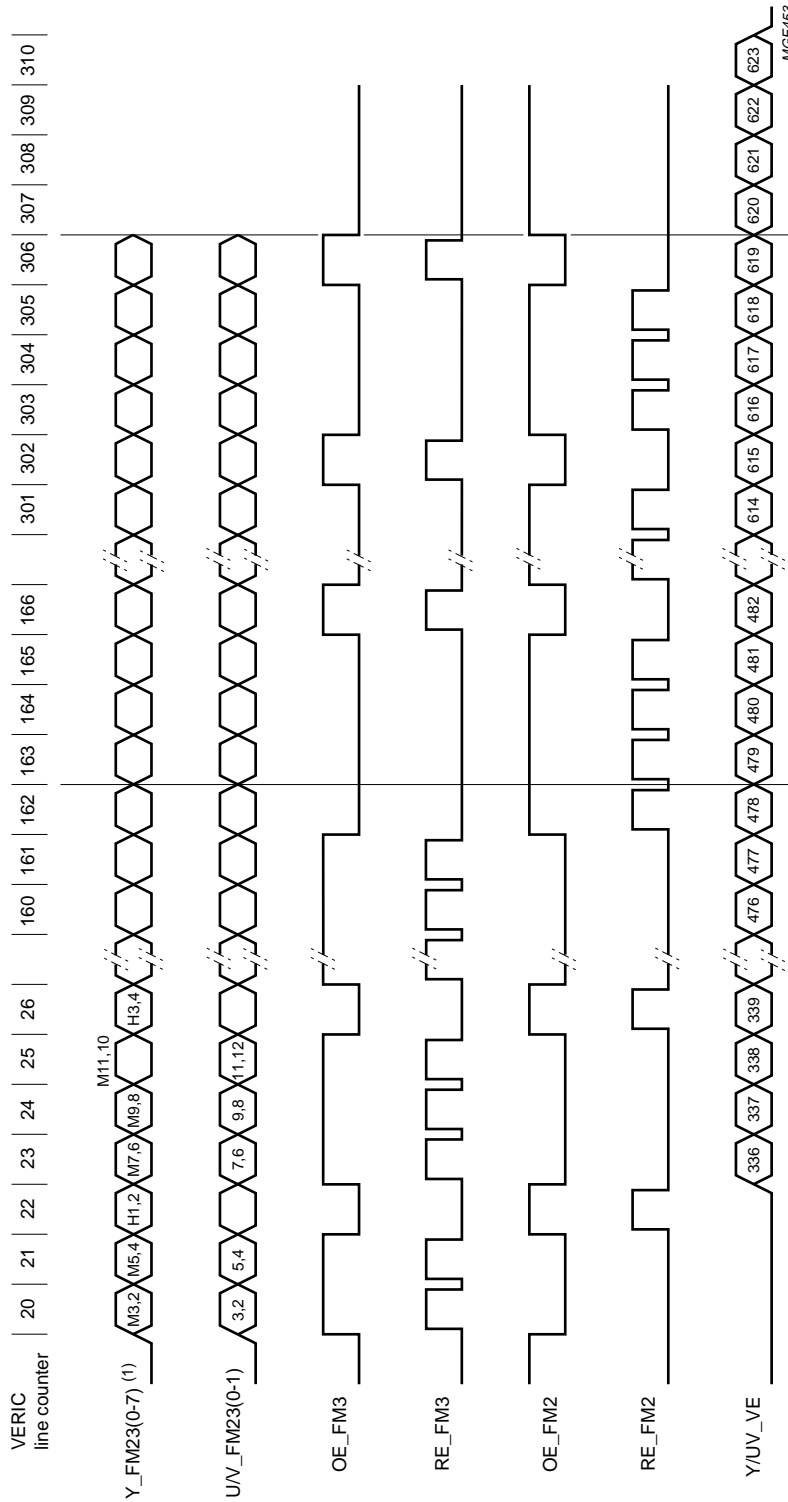 VERIC
line counter
20 21 22 23 24 25 26 160 161 162 163 164 165 166 301 302 303 304 305 306 307 308 309 310
Y_FM23(0-7) (1)
M3,2 M5,4 H1,2 M7,6 M9,8 M11,10 H3,4
U/V_FM23(0-1)
3,2 5,4 7,6 9,8 11,12
OE_FM3
RE_FM3
OE_FM2
RE_FM2
Y/UV_VE
336 337 338 339 476 477 478 479 480 481 482 614 615 616 617 618 619 620 621 622 623
MGE453